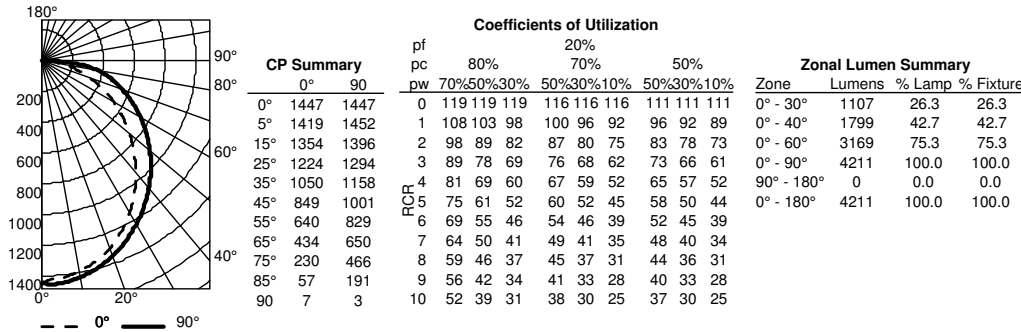 180°
90°
80°
60°
40°
20°
0°
200
400
600
800
1000
1200
1400
0° 90°
CP Summary
0° 90
0° 1447 1447
5° 1419 1452
15° 1354 1396
25° 1224 1294
35° 1050 1158
45° 849 1001
55° 640 829
65° 434 650
75° 230 466
85° 57 191
90 7 3
Coefficients of Utilization
pf 20%
pc 80% 70% 50%
pw 70%50%30% 50%30%10% 50%30%10%
RCR
0 119 119 119 116 116 116 111 111 111
1 108 103 98 100 96 92 96 92 89
2 98 89 82 87 80 75 83 78 73
3 89 78 69 76 68 62 73 66 61
4 81 69 60 67 59 52 65 57 52
5 75 61 52 60 52 45 58 50 44
6 69 55 46 54 46 39 52 45 39
7 64 50 41 49 41 35 48 40 34
8 59 46 37 45 37 31 44 36 31
9 56 42 34 41 33 28 40 33 28
10 52 39 31 38 30 25 37 30 25
Zonal Lumen Summary
Zone Lumens % Lamp % Fixture
0° - 30° 1107 26.3 26.3
0° - 40° 1799 42.7 42.7
0° - 60° 3169 75.3 75.3
0° - 90° 4211 100.0 100.0
90° - 180° 0 0.0 0.0
0° - 180° 4211 100.0 100.0